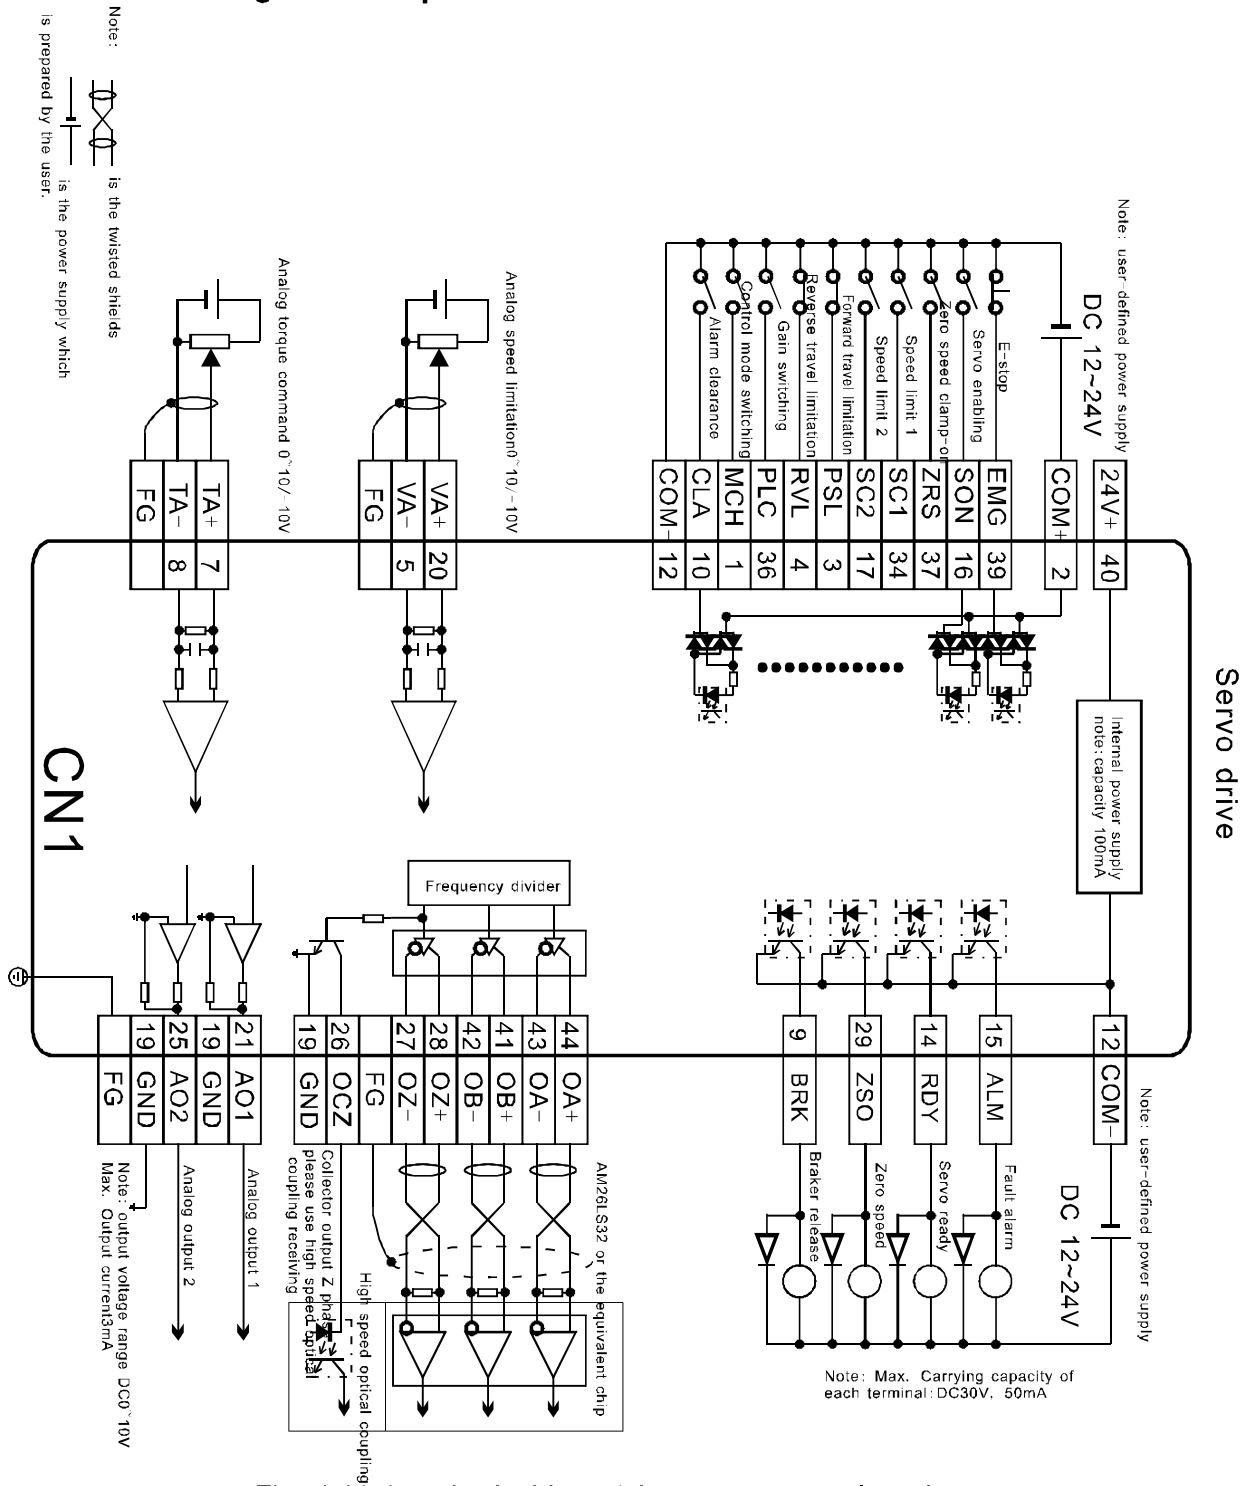 Note:
is the twisted shields
is the power supply which
is prepared by the user.
Analog torque command 0~10/-10V
Analog speed limitation0~10/-10V
Alarm clearance
Control mode switching
Gain switching
Reverse travel limitation
Forward travel limitation
Speed limit 2
Speed limit 1
Zero speed clamp-on
Servo enabling
E-stop
DC 12~24V
Note: user-defined power supply
FG
TA- 8
TA+ 7
FG
VA- 5
VA+ 20
COM- 12
CLA 10
MCH 1
PLC 36
RVL 4
PSL 3
SC2 17
SC1 34
ZRS 37
SON 16
EMG 39
COM+ 2
24V+ 40
Servo drive
Internal power supply
note:capacity 100mA
CN1
Frequency divider
FG
19 GND
25 AO2
19 GND
21 AO1
19 GND
26 OCZ
FG
27 OZ-
28 OZ+
42 OB-
41 OB+
43 OA-
44 OA+
9 BRK
29 ZSO
14 RDY
15 ALM
12 COM-
Note: output voltage range DC0~10V
Max. Output current3mA
Analog output 2
Analog output 1
Collector output Z phase
please use high speed optical
coupling receiving
High speed optical coupling
AM26LS32 or the equivalent chip
Braker release
Zero speed
Servo ready
Fault alarm
DC 12~24V
Note: user-defined power supply
Note: Max. Carrying capacity of
each terminal:DC30V, 50mA